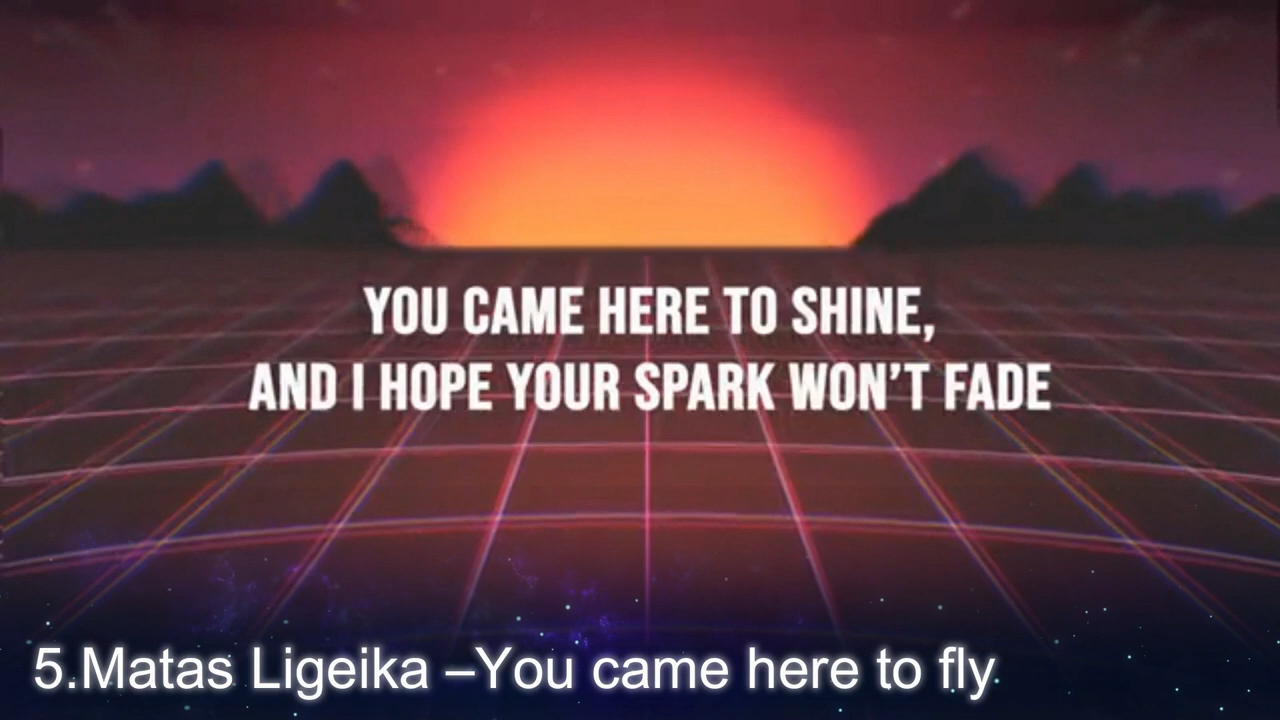 YOU CAME HERE TO SHINE,
AND I HOPE YOUR SPARK WON'T FADE
5.Matas Ligeika –You came here to fly